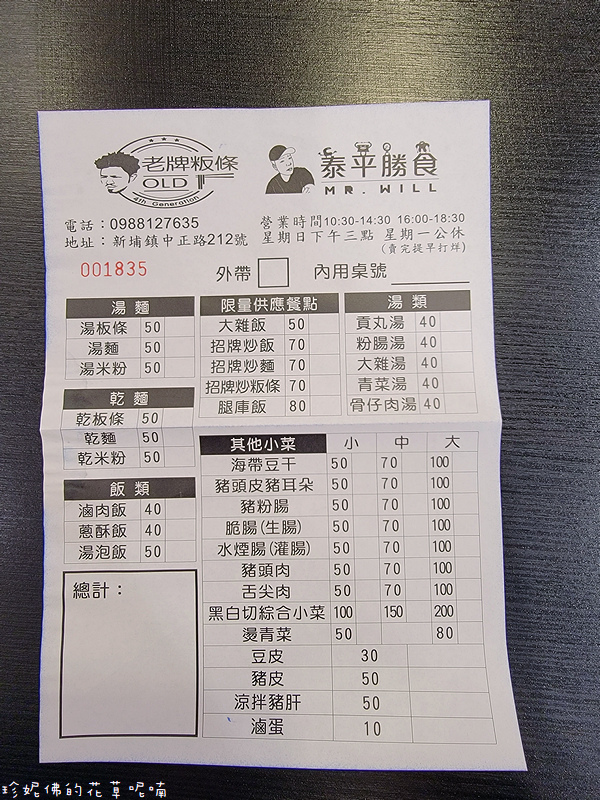 老牌粄條
OLD
4th. Generation
泰平勝食
MR. WILL
電話：0988127635
地址：新埔鎮中正路212號
營業時間10:30-14:30 16:00-18:30
星期日下午三點 星期一公休
(賣完提早打烊)
001835
外帶 內用桌號
湯 麵
湯板條 50
湯麵 50
湯米粉 50
乾 麵
乾板條 50
乾麵 50
乾米粉 50
飯 類
滷肉飯 40
蔥酥飯 40
湯泡飯 50
總計：
限量供應餐點
大雜飯 50
招牌炒飯 70
招牌炒麵 70
招牌炒粄條 70
腿庫飯 80
湯 類
貢丸湯 40
粉腸湯 40
大雜湯 40
青菜湯 40
骨仔肉湯 40
其他小菜 小 中 大
海帶豆干 50 70 100
豬頭皮豬耳朵 50 70 100
豬粉腸 50 70 100
脆腸(生腸) 50 70 100
水煙腸(灌腸) 50 70 100
豬頭肉 50 70 100
舌尖肉 50 70 100
黑白切綜合小菜 100 150 200
燙青菜 50 80
豆皮 30
豬皮 50
涼拌豬肝 50
滷蛋 10
珍妮佛的花草呢喃